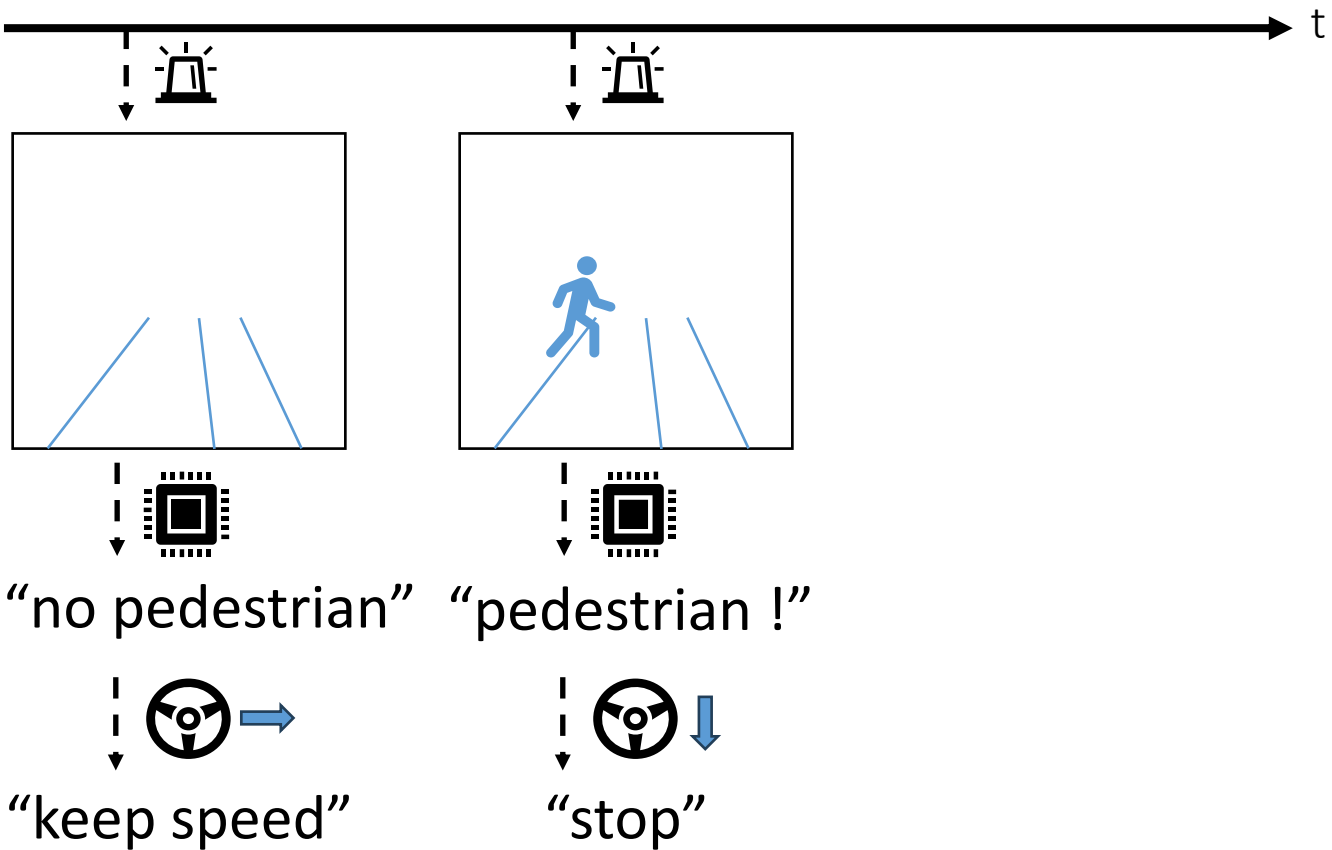 t
“no pedestrian”
“pedestrian !”
“keep speed”
“stop”